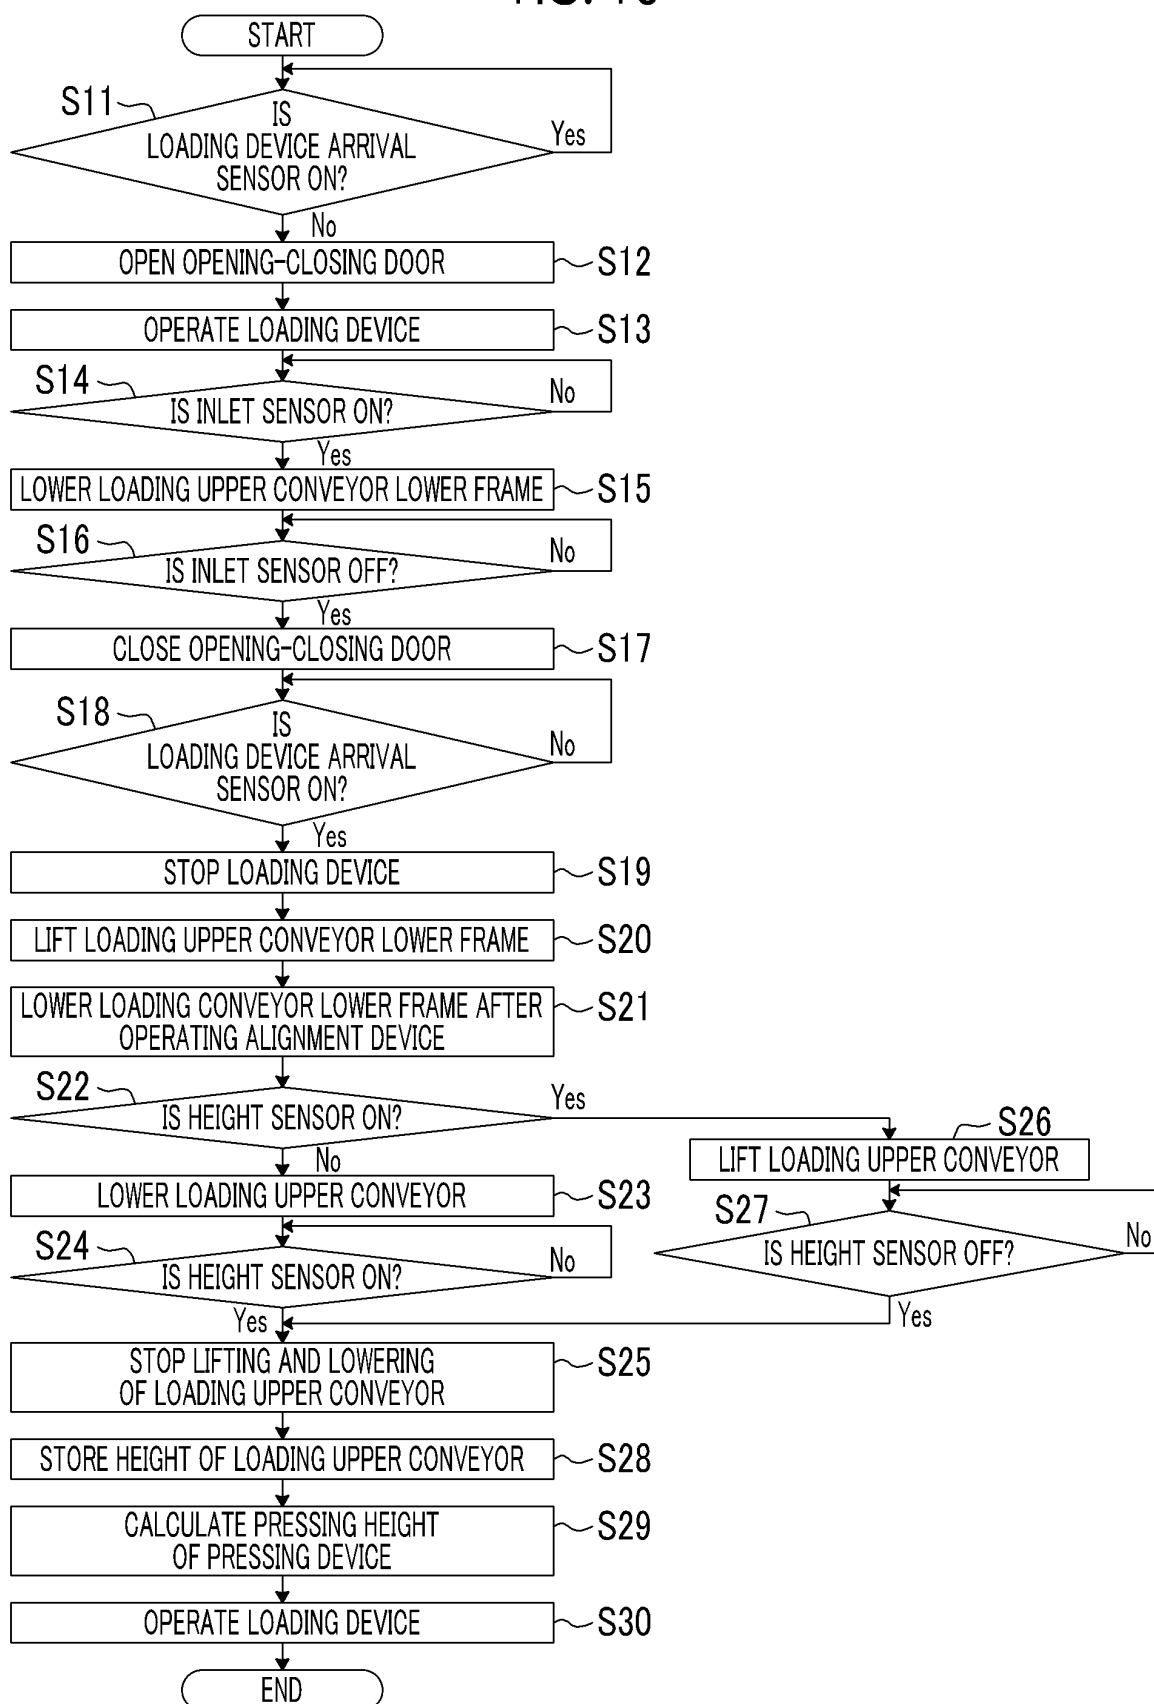 START
S11
IS
LOADING DEVICE ARRIVAL
SENSOR ON?
Yes
No
OPEN OPENING-CLOSING DOOR
S12
OPERATE LOADING DEVICE
S13
S14
IS INLET SENSOR ON?
No
Yes
LOWER LOADING UPPER CONVEYOR LOWER FRAME
S15
S16
IS INLET SENSOR OFF?
No
Yes
CLOSE OPENING-CLOSING DOOR
S17
S18
IS
LOADING DEVICE ARRIVAL
SENSOR ON?
No
Yes
STOP LOADING DEVICE
S19
LIFT LOADING UPPER CONVEYOR LOWER FRAME
S20
LOWER LOADING CONVEYOR LOWER FRAME AFTER
OPERATING ALIGNMENT DEVICE
S21
S22
IS HEIGHT SENSOR ON?
Yes
No
S26
LIFT LOADING UPPER CONVEYOR
LOWER LOADING UPPER CONVEYOR
S23
S27
IS HEIGHT SENSOR OFF?
No
Yes
S24
IS HEIGHT SENSOR ON?
No
Yes
STOP LIFTING AND LOWERING
OF LOADING UPPER CONVEYOR
S25
STORE HEIGHT OF LOADING UPPER CONVEYOR
S28
CALCULATE PRESSING HEIGHT
OF PRESSING DEVICE
S29
OPERATE LOADING DEVICE
S30
END